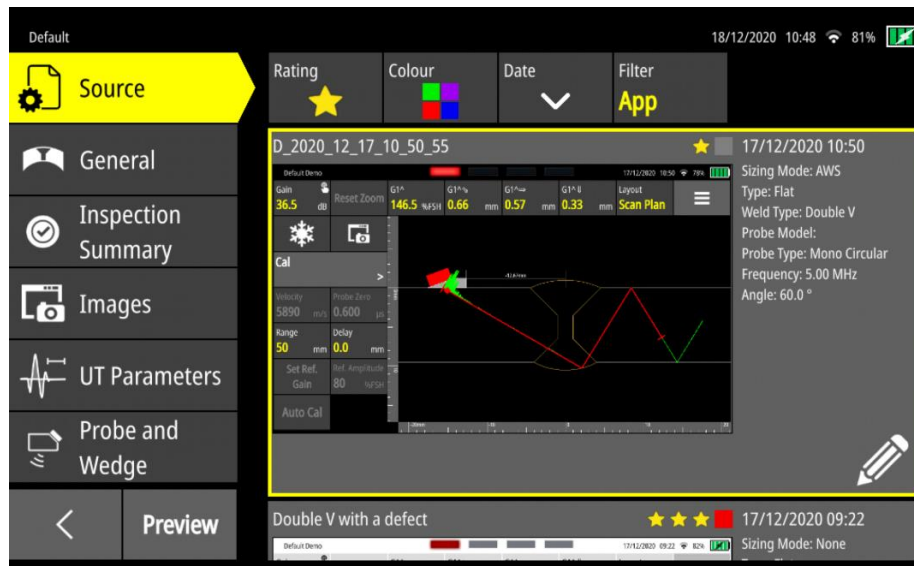 Default
18/12/2020 10:48 81%
Source
General
Inspection
Summary
Images
UT Parameters
Probe and
Wedge
Preview
Rating
Colour
Date
Filter
App
D_2020_12_17_10_50_55
17/12/2020 10:50
Sizing Mode: AWS
Type: Flat
Weld Type: Double V
Probe Model:
Probe Type: Mono Circular
Frequency: 5.00 MHz
Angle: 60.0 °
Default Demo
17/12/2020 10:50 78%
Gain
36.5 dB
Reset Zoom
G1^
146.5 %FSH
0.66 mm
0.57 mm
0.33 mm
Layout
Scan Plan
Cal
>
Velocity
5890 m/s
Probe Zero
0.600 µs
Range
50 mm
Delay
0.0 mm
Set Ref.
Gain
Ref. Amplitude
80 %FSH
Auto Cal
Double V with a defect
17/12/2020 09:22
Sizing Mode: None
Default Demo
17/12/2020 09:22 82%